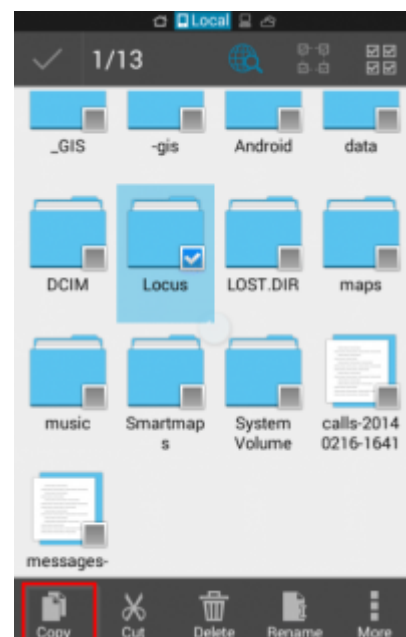 Local
1/13
_GIS -gis Android data
DCIM Locus LOST.DIR maps
music Smartmap System calls-2014
s Volume 0216-1641
messages-
Copy Cut Delete Rename More